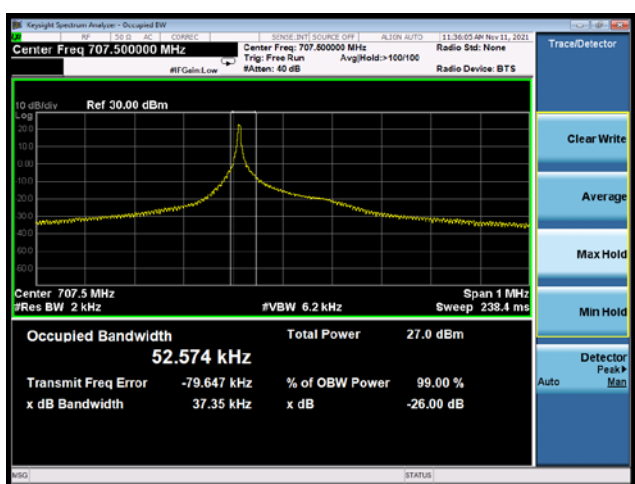 Keysight Spectrum Analyzer - Occupied BW
RF 50 Ω AC CORREC SENSE:INT SOURCE OFF ALIGN AUTO 11:36:05 AM Nov 11, 2021
Center Freq 707.500000 MHz Center Freq: 707.500000 MHz Radio Std: None Trace/Detector
Trig: Free Run Avg|Hold:>100/100
#IFGain:Low #Atten: 40 dB Radio Device: BTS
10 dB/div Ref 30.00 dBm
Log
20.0
10.0
0.00
10.0
20.0
30.0
40.0
50.0
60.0
Clear Write
Average
Max Hold
Min Hold
Detector
Peak▶
Auto Man
Center 707.5 MHz Span 1 MHz
#Res BW 2 kHz #VBW 6.2 kHz Sweep 238.4 ms
Occupied Bandwidth Total Power 27.0 dBm
52.574 kHz
Transmit Freq Error -79.647 kHz % of OBW Power 99.00 %
x dB Bandwidth 37.35 kHz x dB -26.00 dB
MSG STATUS